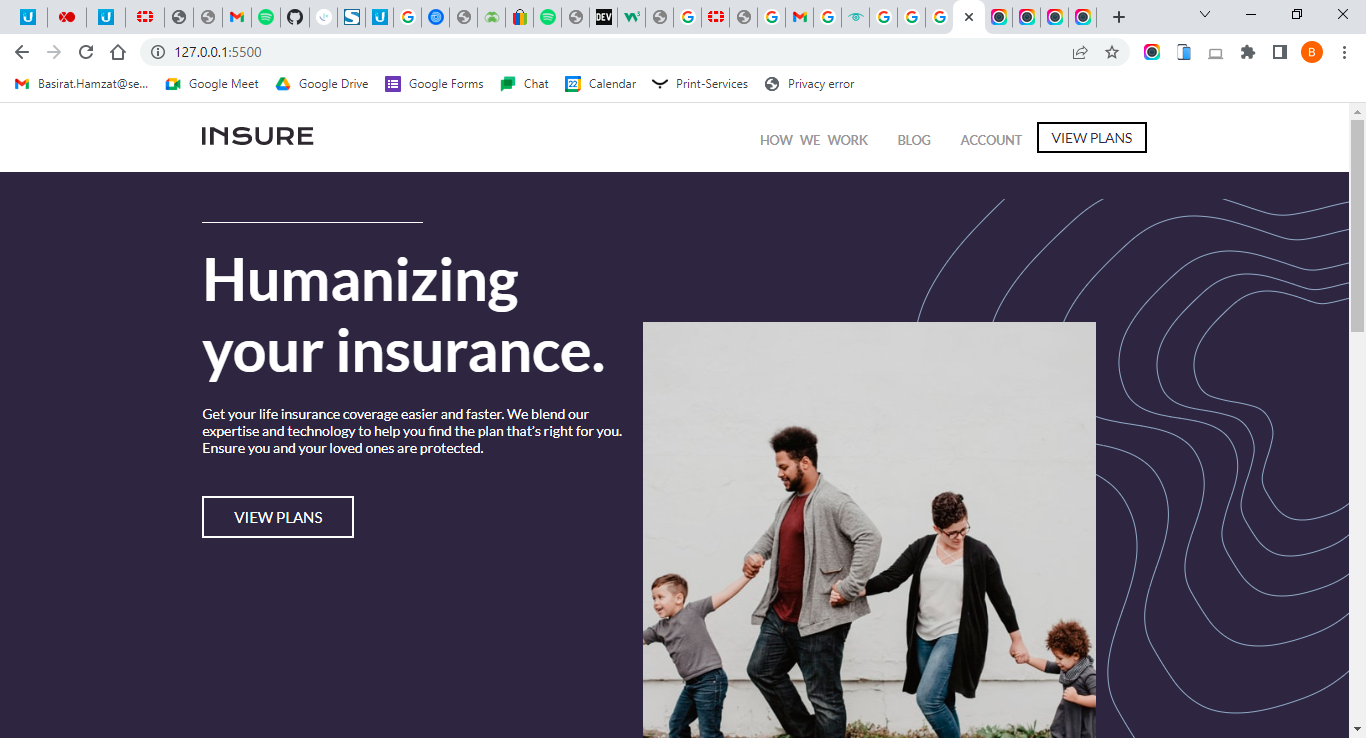 127.0.0.1:5500
B
Basirat.Hamzat@se...
Google Meet
Google Drive
Google Forms
Chat
22
Calendar
Print-Services
Privacy error
INSURE
HOW WE WORK
BLOG
ACCOUNT
VIEW PLANS
Humanizing
your insurance.
Get your life insurance coverage easier and faster. We blend our
expertise and technology to help you find the plan that's right for you.
Ensure you and your loved ones are protected.
VIEW PLANS